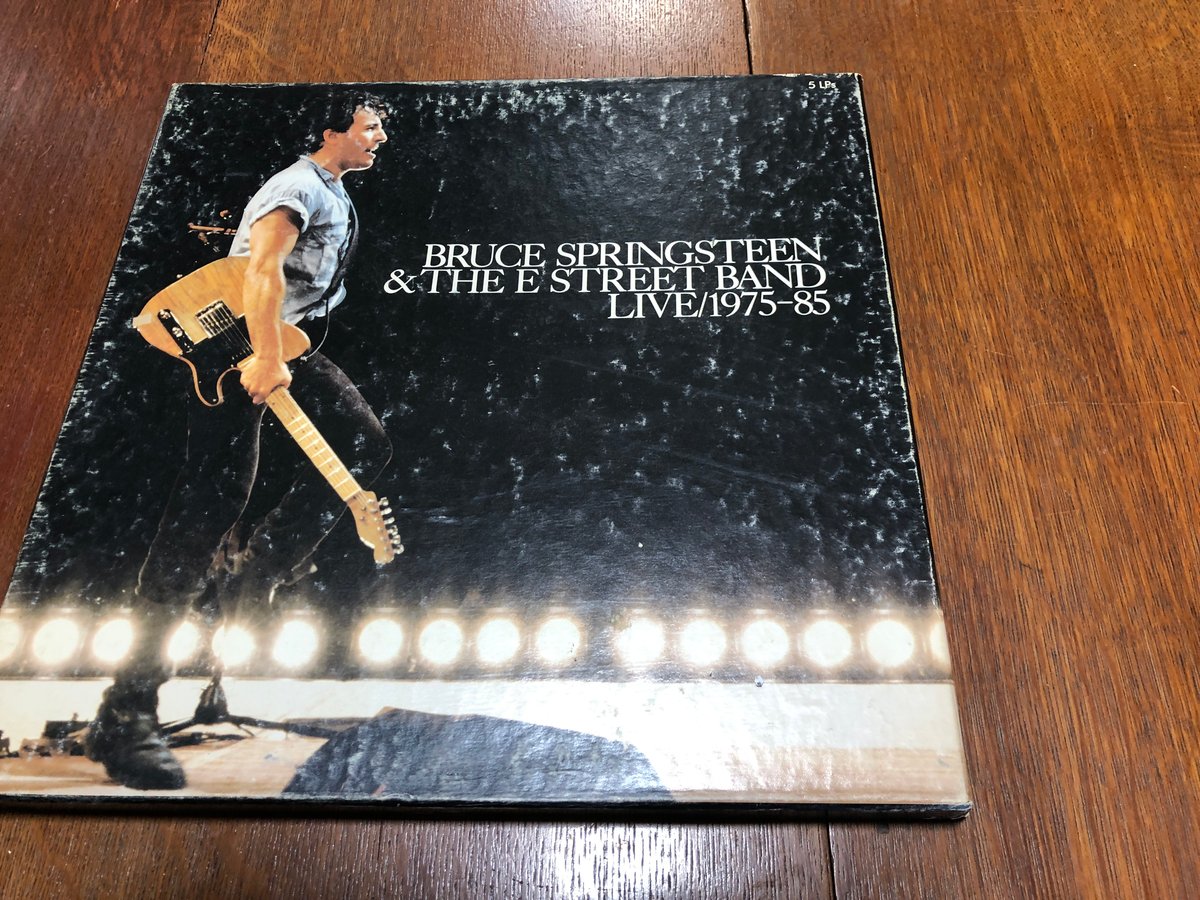 5 LPs
BRUCE SPRINGSTEEN
& THE E STREET BAND
LIVE/1975–85